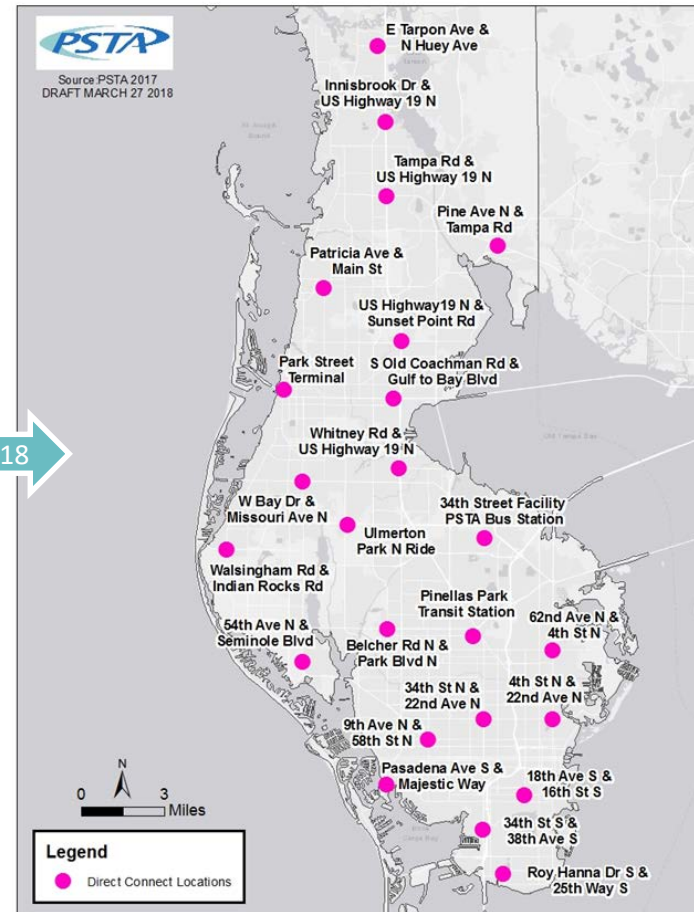 PSTA
Source:PSTA 2017
DRAFT MARCH 27 2018
E Tarpon Ave &
N Huey Ave
Innisbrook Dr &
US Highway 19 N
Tampa Rd &
US Highway 19 N
Pine Ave N &
Tampa Rd
Patricia Ave &
Main St
US Highway19 N &
Sunset Point Rd
Park Street
Terminal
S Old Coachman Rd &
Gulf to Bay Blvd
18
Whitney Rd &
US Highway 19 N
W Bay Dr &
Missouri Ave N
Ulmerton
Park N Ride
34th Street Facility
PSTA Bus Station
Walsingham Rd &
Indian Rocks Rd
Pinellas Park
Transit Station
54th Ave N &
Seminole Blvd
Belcher Rd N &
Park Blvd N
62nd Ave N &
4th St N
34th St N &
22nd Ave N
4th St N &
22nd Ave N
9th Ave N &
58th St N
Pasadena Ave S &
Majestic Way
18th Ave S &
16th St S
34th St S &
38th Ave S
Roy Hanna Dr S &
25th Way S
N
0 3
Miles
Legend
Direct Connect Locations